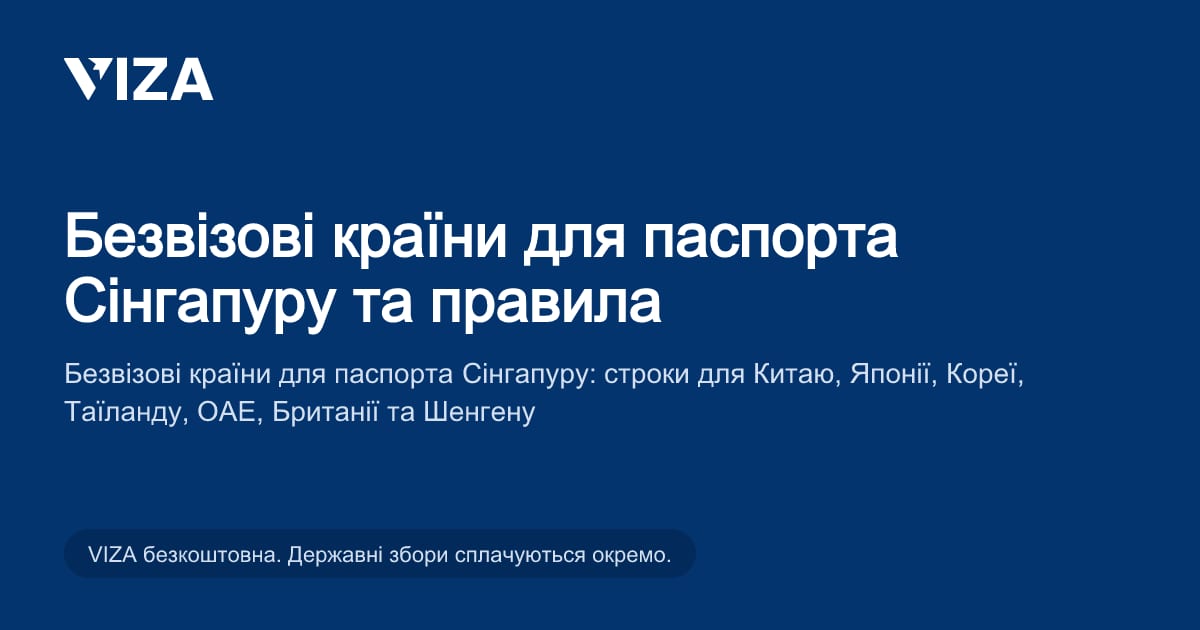 VIZA
Безвізові країни для паспорта
Сінгапуру та правила
Безвізові країни для паспорта Сінгапуру: строки для Китаю, Японії, Кореї,
Таїланду, ОАЕ, Британії та Шенгену
VIZA безкоштовна. Державні збори сплачуються окремо.